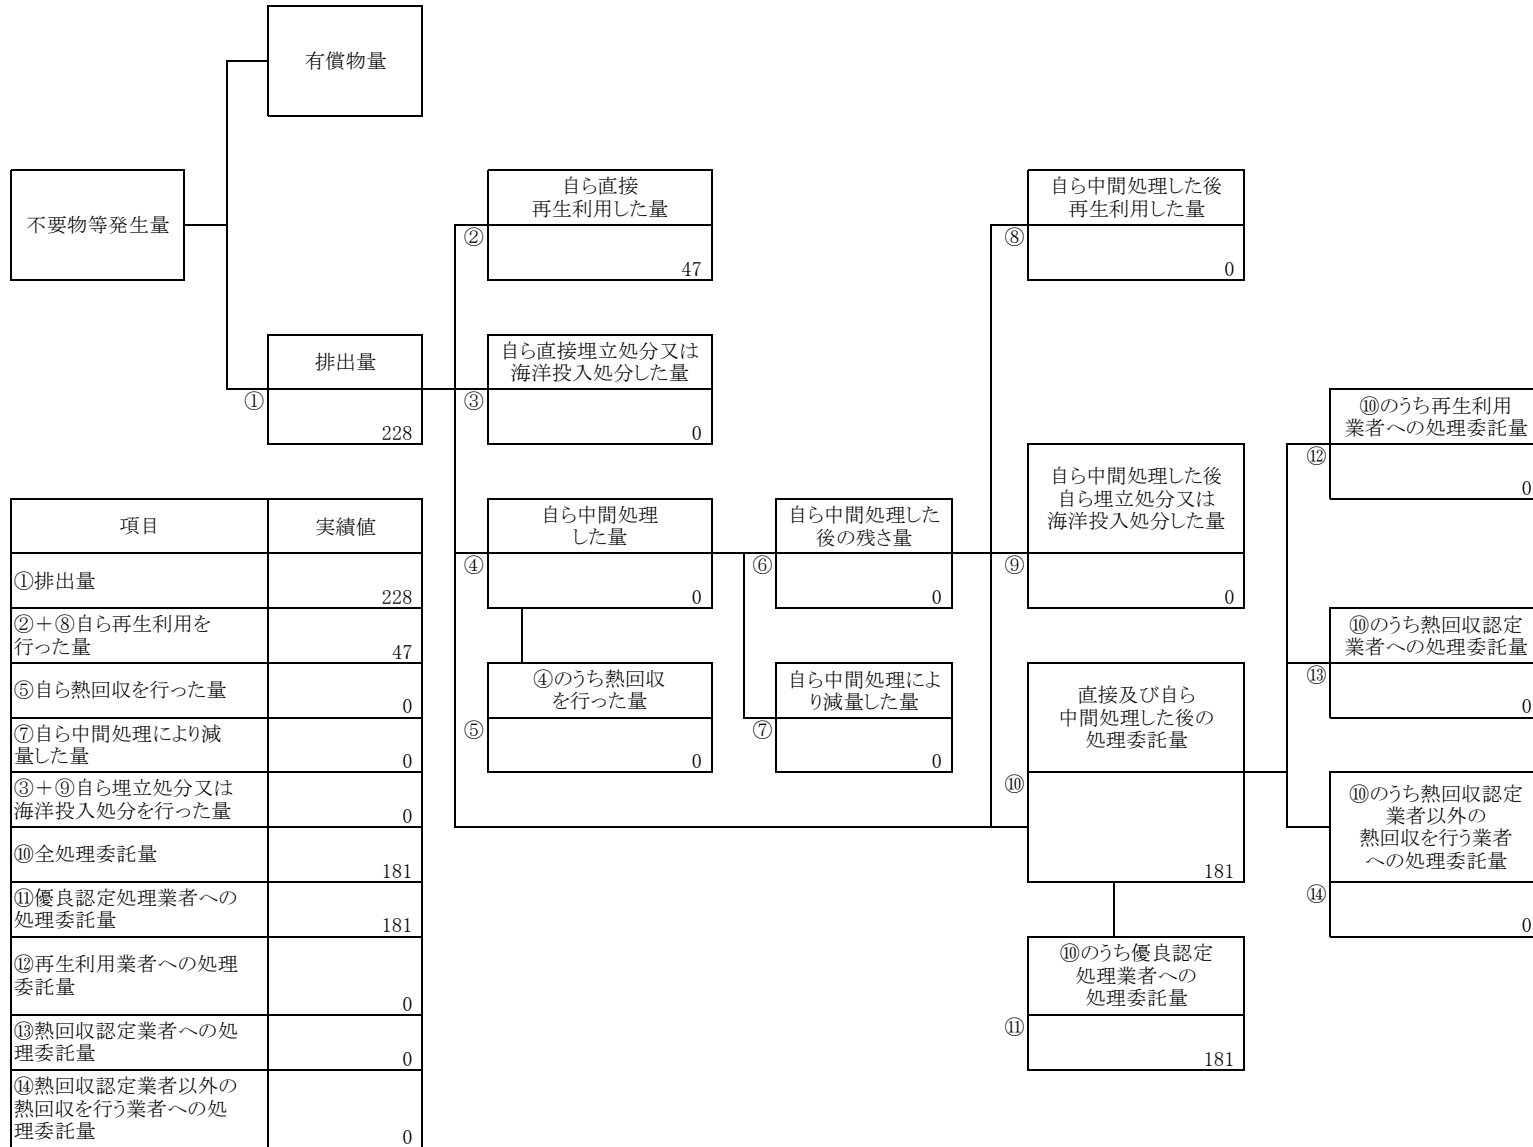 有償物量
不要物等発生量
自ら直接
再生利用した量
②
47
自ら中間処理した後
再生利用した量
⑧
0
排出量
①
228
自ら直接埋立処分又は
海洋投入処分した量
③
0
⑩のうち再生利用
業者への処理委託量
⑫
0
自ら中間処理
した量
④
0
自ら中間処理した
後の残さ量
⑥
0
自ら中間処理した後
自ら埋立処分又は
海洋投入処分した量
⑨
0
⑩のうち熱回収認定
業者への処理委託量
⑬
0
④のうち熱回収
を行った量
⑤
0
自ら中間処理によ
り減量した量
⑦
0
直接及び自ら
中間処理した後の
処理委託量
⑩
181
⑩のうち熱回収認定
業者以外の
熱回収を行う業者
への処理委託量
⑭
0
⑩のうち優良認定
処理業者への
処理委託量
⑪
181
項目 実績値
①排出量
228
②+⑧自ら再生利用を
行った量
47
⑤自ら熱回収を行った量
0
⑦自ら中間処理により減
量した量
0
③+⑨自ら埋立処分又は
海洋投入処分を行った量
0
⑩全処理委託量
181
⑪優良認定処理業者への
処理委託量
181
⑫再生利用業者への処理
委託量
0
⑬熱回収認定業者への処
理委託量
0
⑭熱回収認定業者以外の
熱回収を行う業者への処
理委託量
0